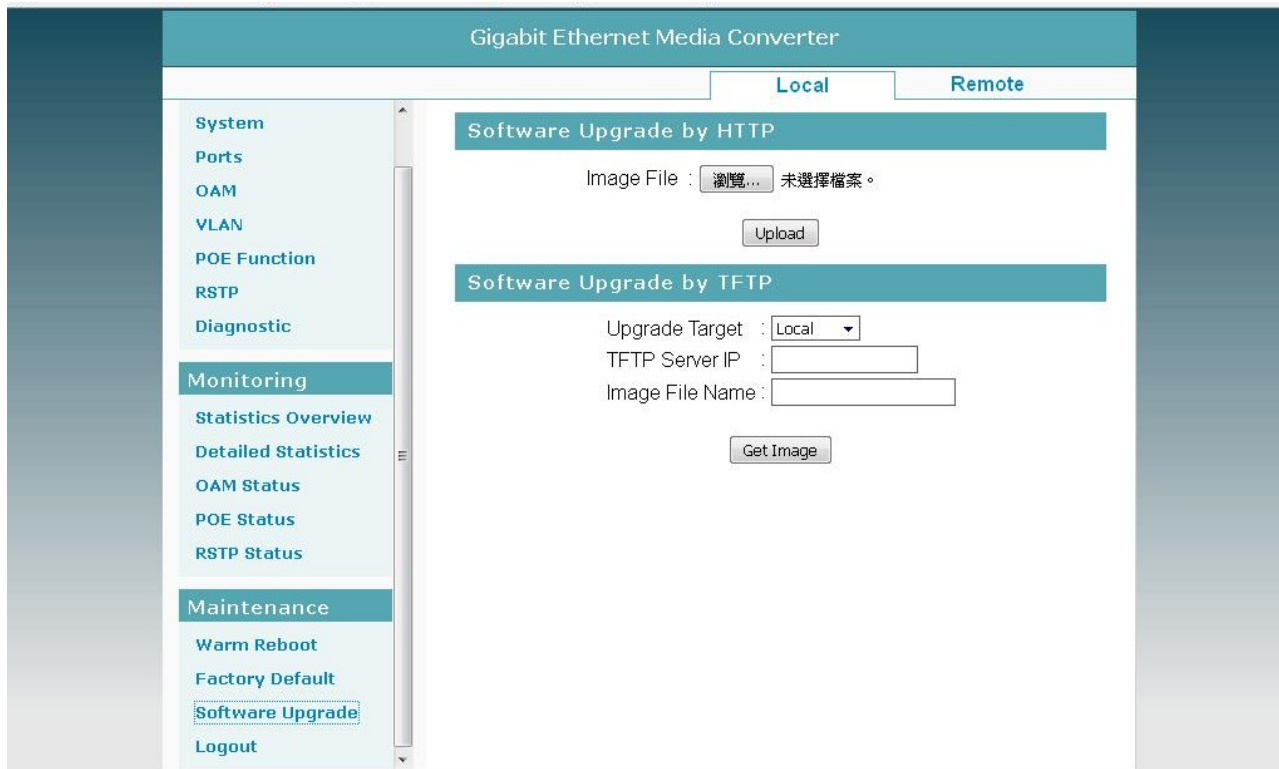 Gigabit Ethernet Media Converter
Local
Remote
System
Ports
OAM
VLAN
POE Function
RSTP
Diagnostic
Monitoring
Statistics Overview
Detailed Statistics
OAM Status
POE Status
RSTP Status
Maintenance
Warm Reboot
Factory Default
Software Upgrade
Logout
Software Upgrade by HTTP
Image File : 瀏覽... 未選擇檔案。
Upload
Software Upgrade by TFTP
Upgrade Target : Local
TFTP Server IP :
Image File Name :
Get Image